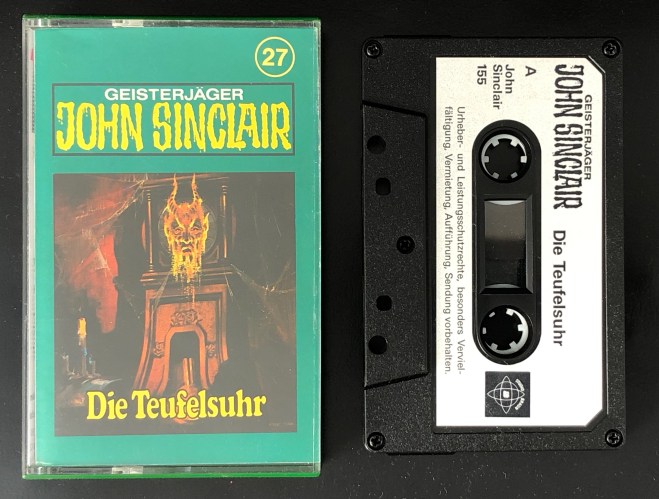 27
GEISTERJÄGER
JOHN SINCLAIR
Die Teufelsuhr
GEISTERJÄGER
JOHN SINCLAIR Die Teufelsuhr
A
John
Sinclair
155
Urheber- und Leistungsschutzrechte, besonders Verviel-
fältigung, Vermietung, Aufführung, Sendung vorbehalten.